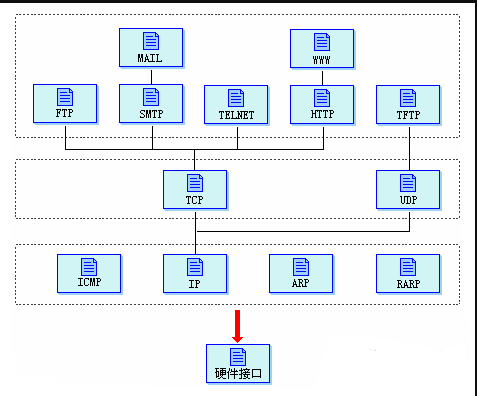 MAIL
WWW
FTP
SMTP
TELNET
HTTP
TFTP
TCP
UDP
ICMP
IP
ARP
RARP
硬件接口